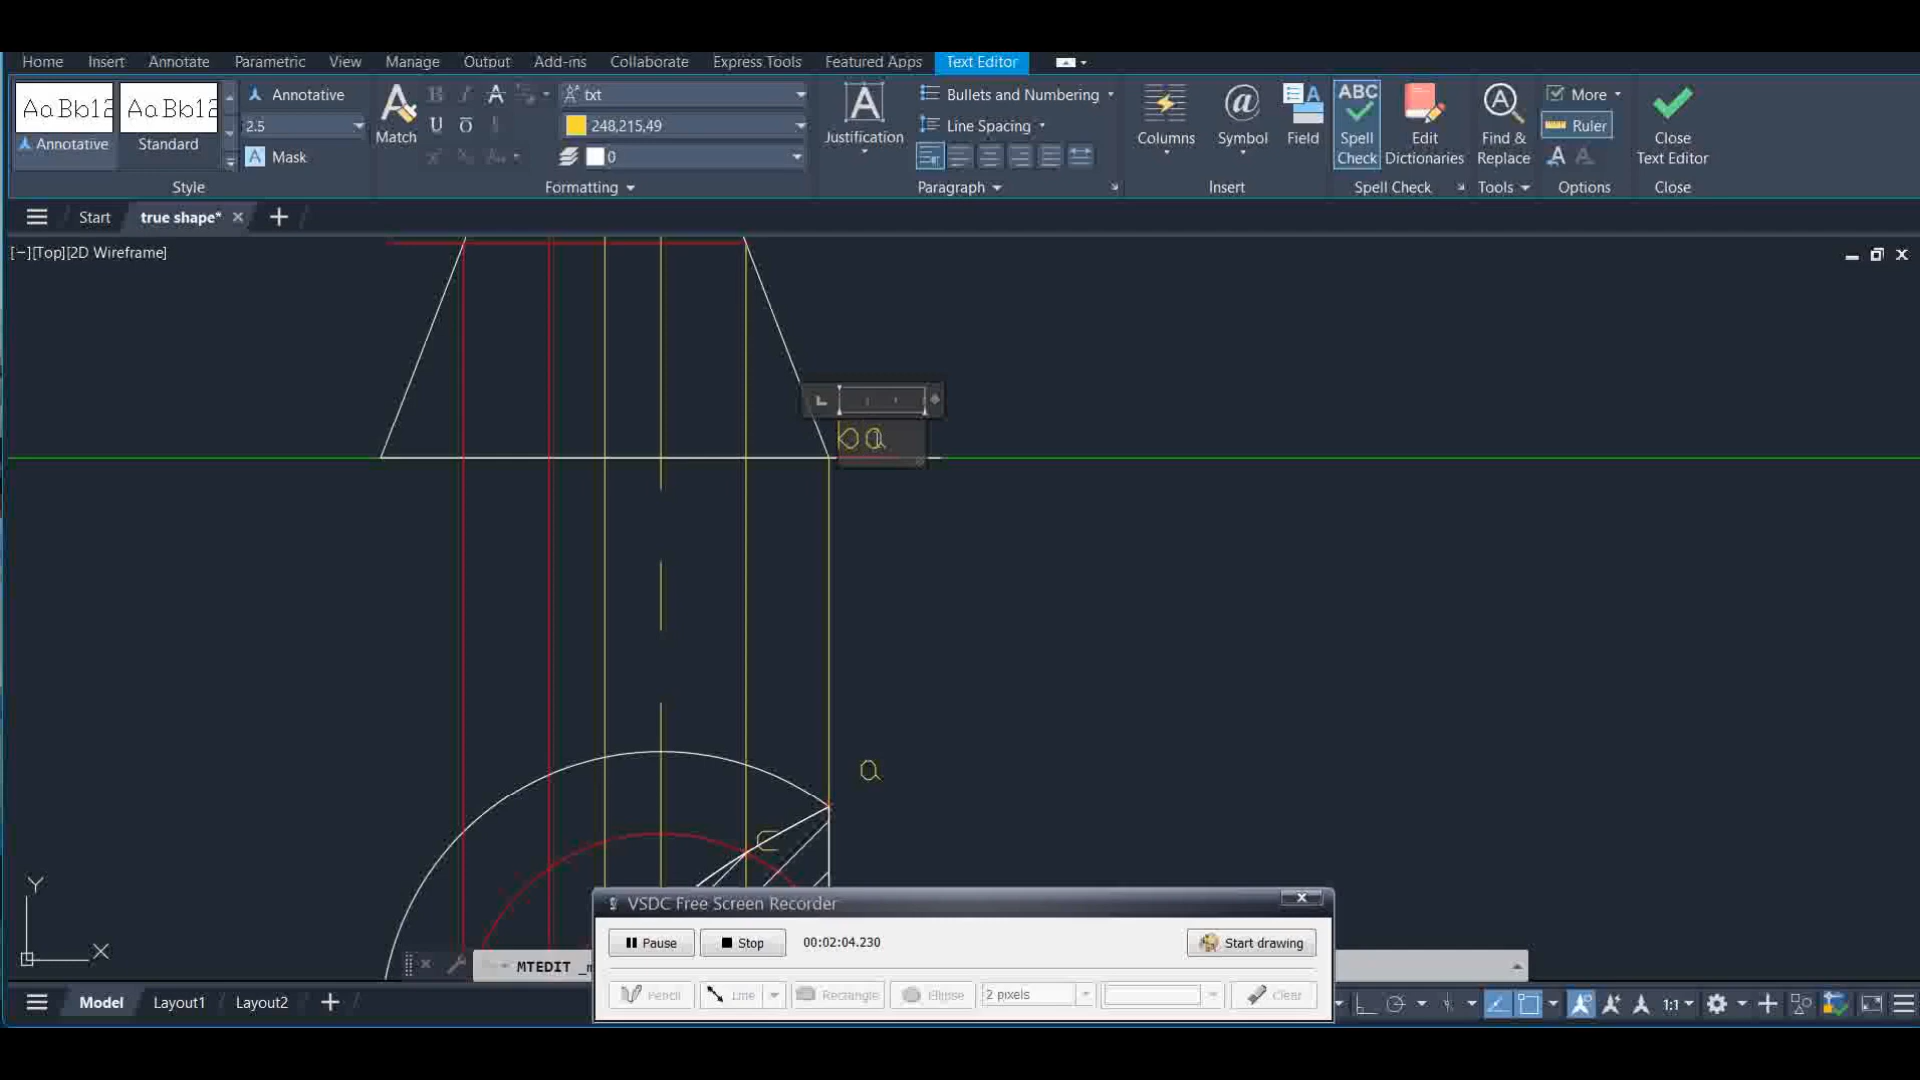 Home Insert Annotate Parametric View Manage Output Add-ins Collaborate Express Tools Featured Apps Text Editor
Aa Bb12 Aa Bb12 Annotative
Annotative Standard
2.5
Mask
Style
Match
U O
txt
248,215,49
0
Formatting
A
Justification
Bullets and Numbering
Line Spacing
Paragraph
Columns
@
Symbol
A
Field
Insert
ABC
Spell Check
Edit Dictionaries
Spell Check
A
Find & Replace
Tools
More
Ruler
Options
Close Text Editor
Close
Start true shape*
[−][Top][2D Wireframe]
a
a
Y
X
MTEDIT
VSDC Free Screen Recorder
Pause Stop 00:02:04.230 Start drawing
Pencil Line Rectangle Ellipse 2 pixels Clear
Model Layout1 Layout2
1:1